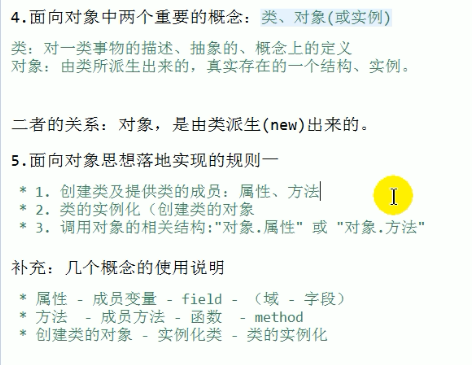 4.面向对象中两个重要的概念：类、对象(或实例)
类：对一类事物的描述、抽象的、概念上的定义
对象：由类所派生出来的，真实存在的一个结构、实例。
二者的关系：对象，是由类派生(new)出来的。
5.面向对象思想落地实现的规则一
* 1. 创建类及提供类的成员：属性、方法
* 2. 类的实例化（创建类的对象
* 3. 调用对象的相关结构:"对象.属性" 或 "对象.方法"
补充：几个概念的使用说明
* 属性 - 成员变量 - field - （域 - 字段）
* 方法 - 成员方法 - 函数 - method
* 创建类的对象 - 实例化类 - 类的实例化